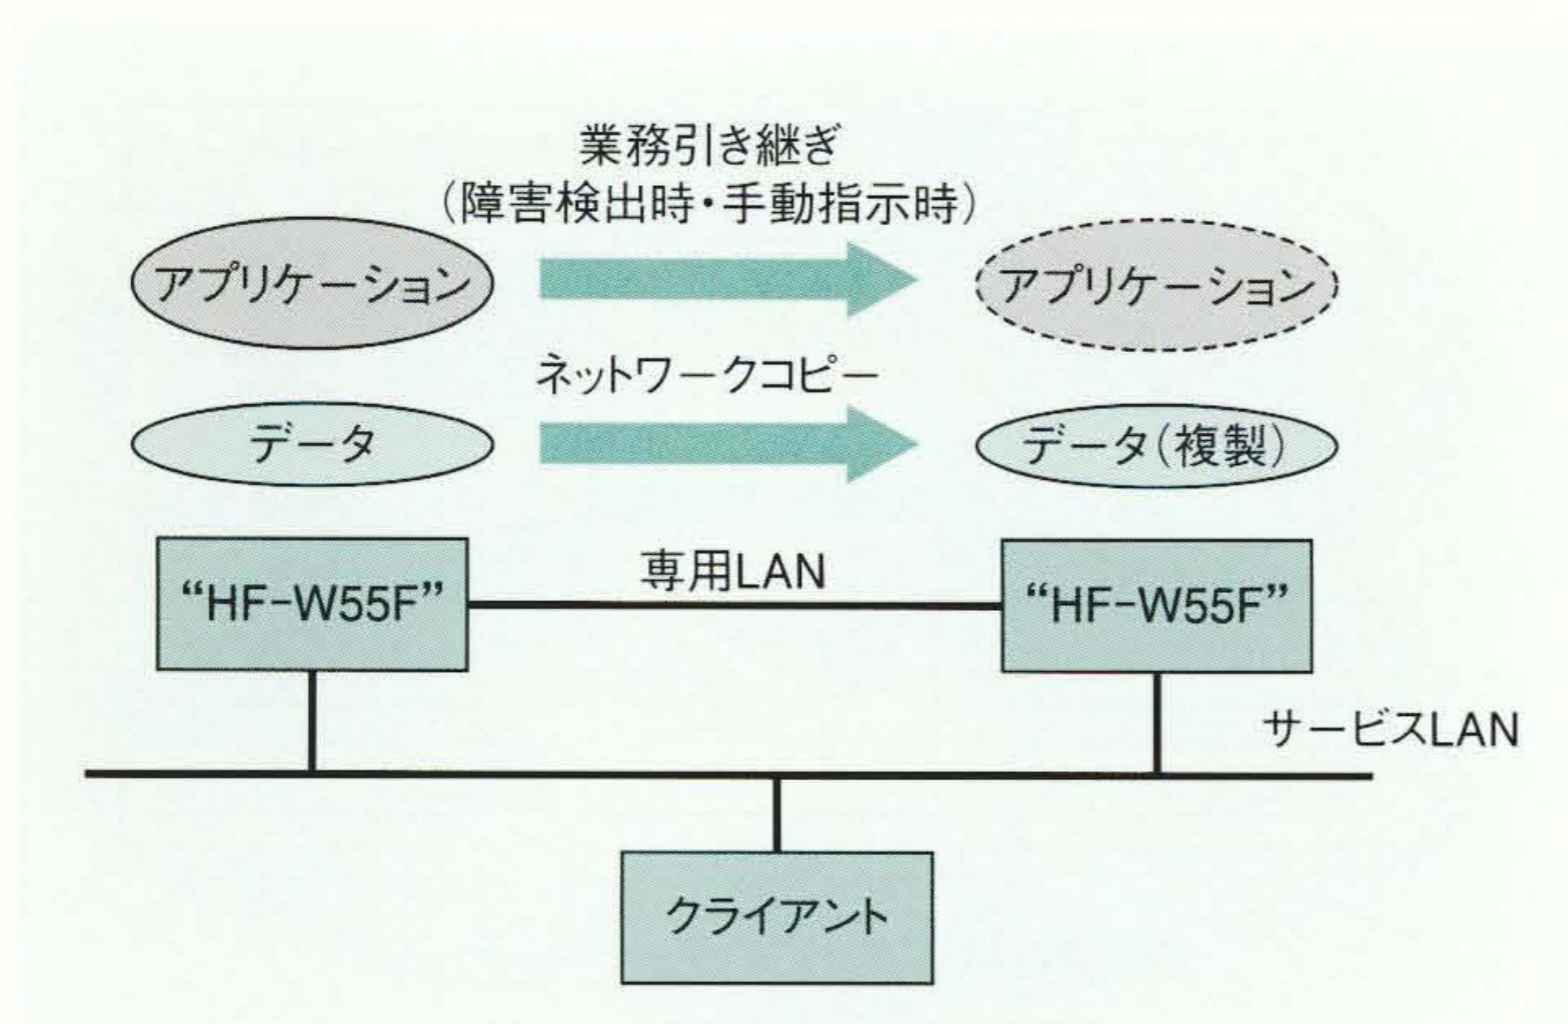 業務引き継ぎ
（障害検出時・手動指示時）
アプリケーション
アプリケーション
ネットワークコピー
データ
データ（複製）
“HF-W55F”
専用LAN
“HF-W55F”
サービスLAN
クライアント